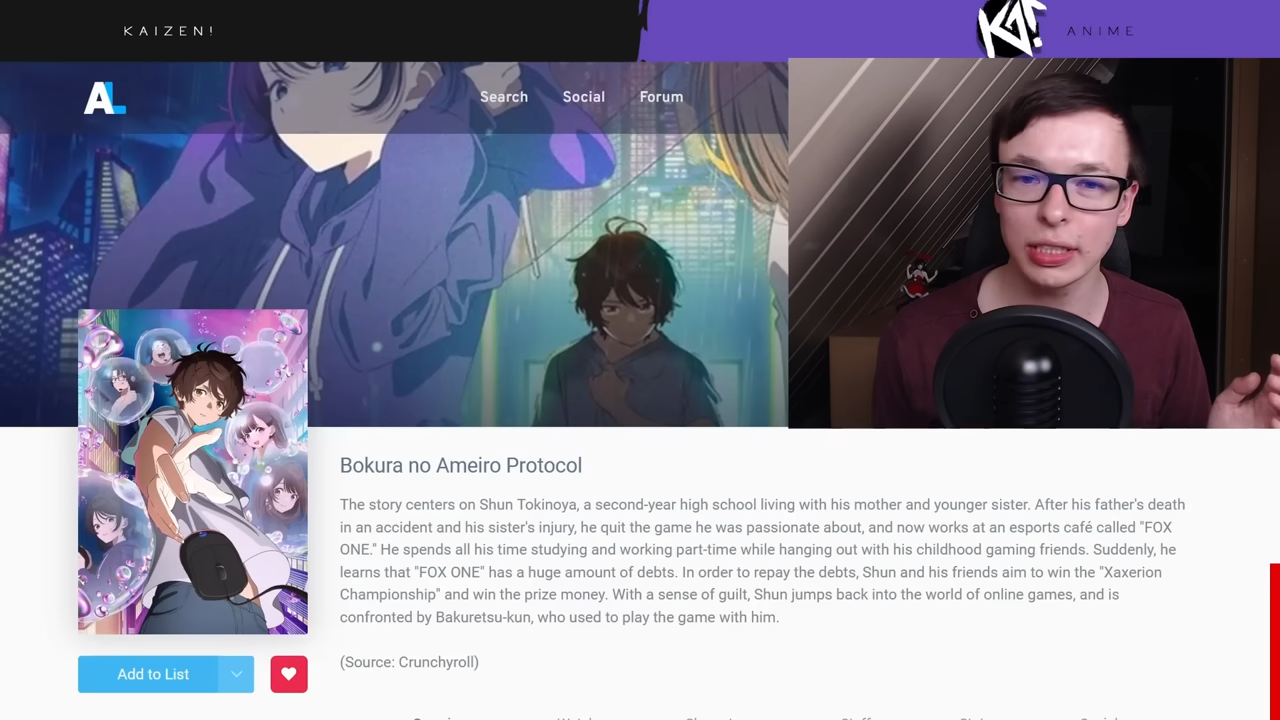 KAIZEN!
KA!
ANIME
AL
Search
Social
Forum
Bokura no Ameiro Protocol
The story centers on Shun Tokinoya, a second-year high school living with his mother and younger sister. After his father's death
in an accident and his sister's injury, he quit the game he was passionate about, and now works at an esports café called "FOX
ONE." He spends all his time studying and working part-time while hanging out with his childhood gaming friends. Suddenly, he
learns that "FOX ONE" has a huge amount of debts. In order to repay the debts, Shun and his friends aim to win the "Xaxerion
Championship" and win the prize money. With a sense of guilt, Shun jumps back into the world of online games, and is
confronted by Bakuretsu-kun, who used to play the game with him.
(Source: Crunchyroll)
Add to List